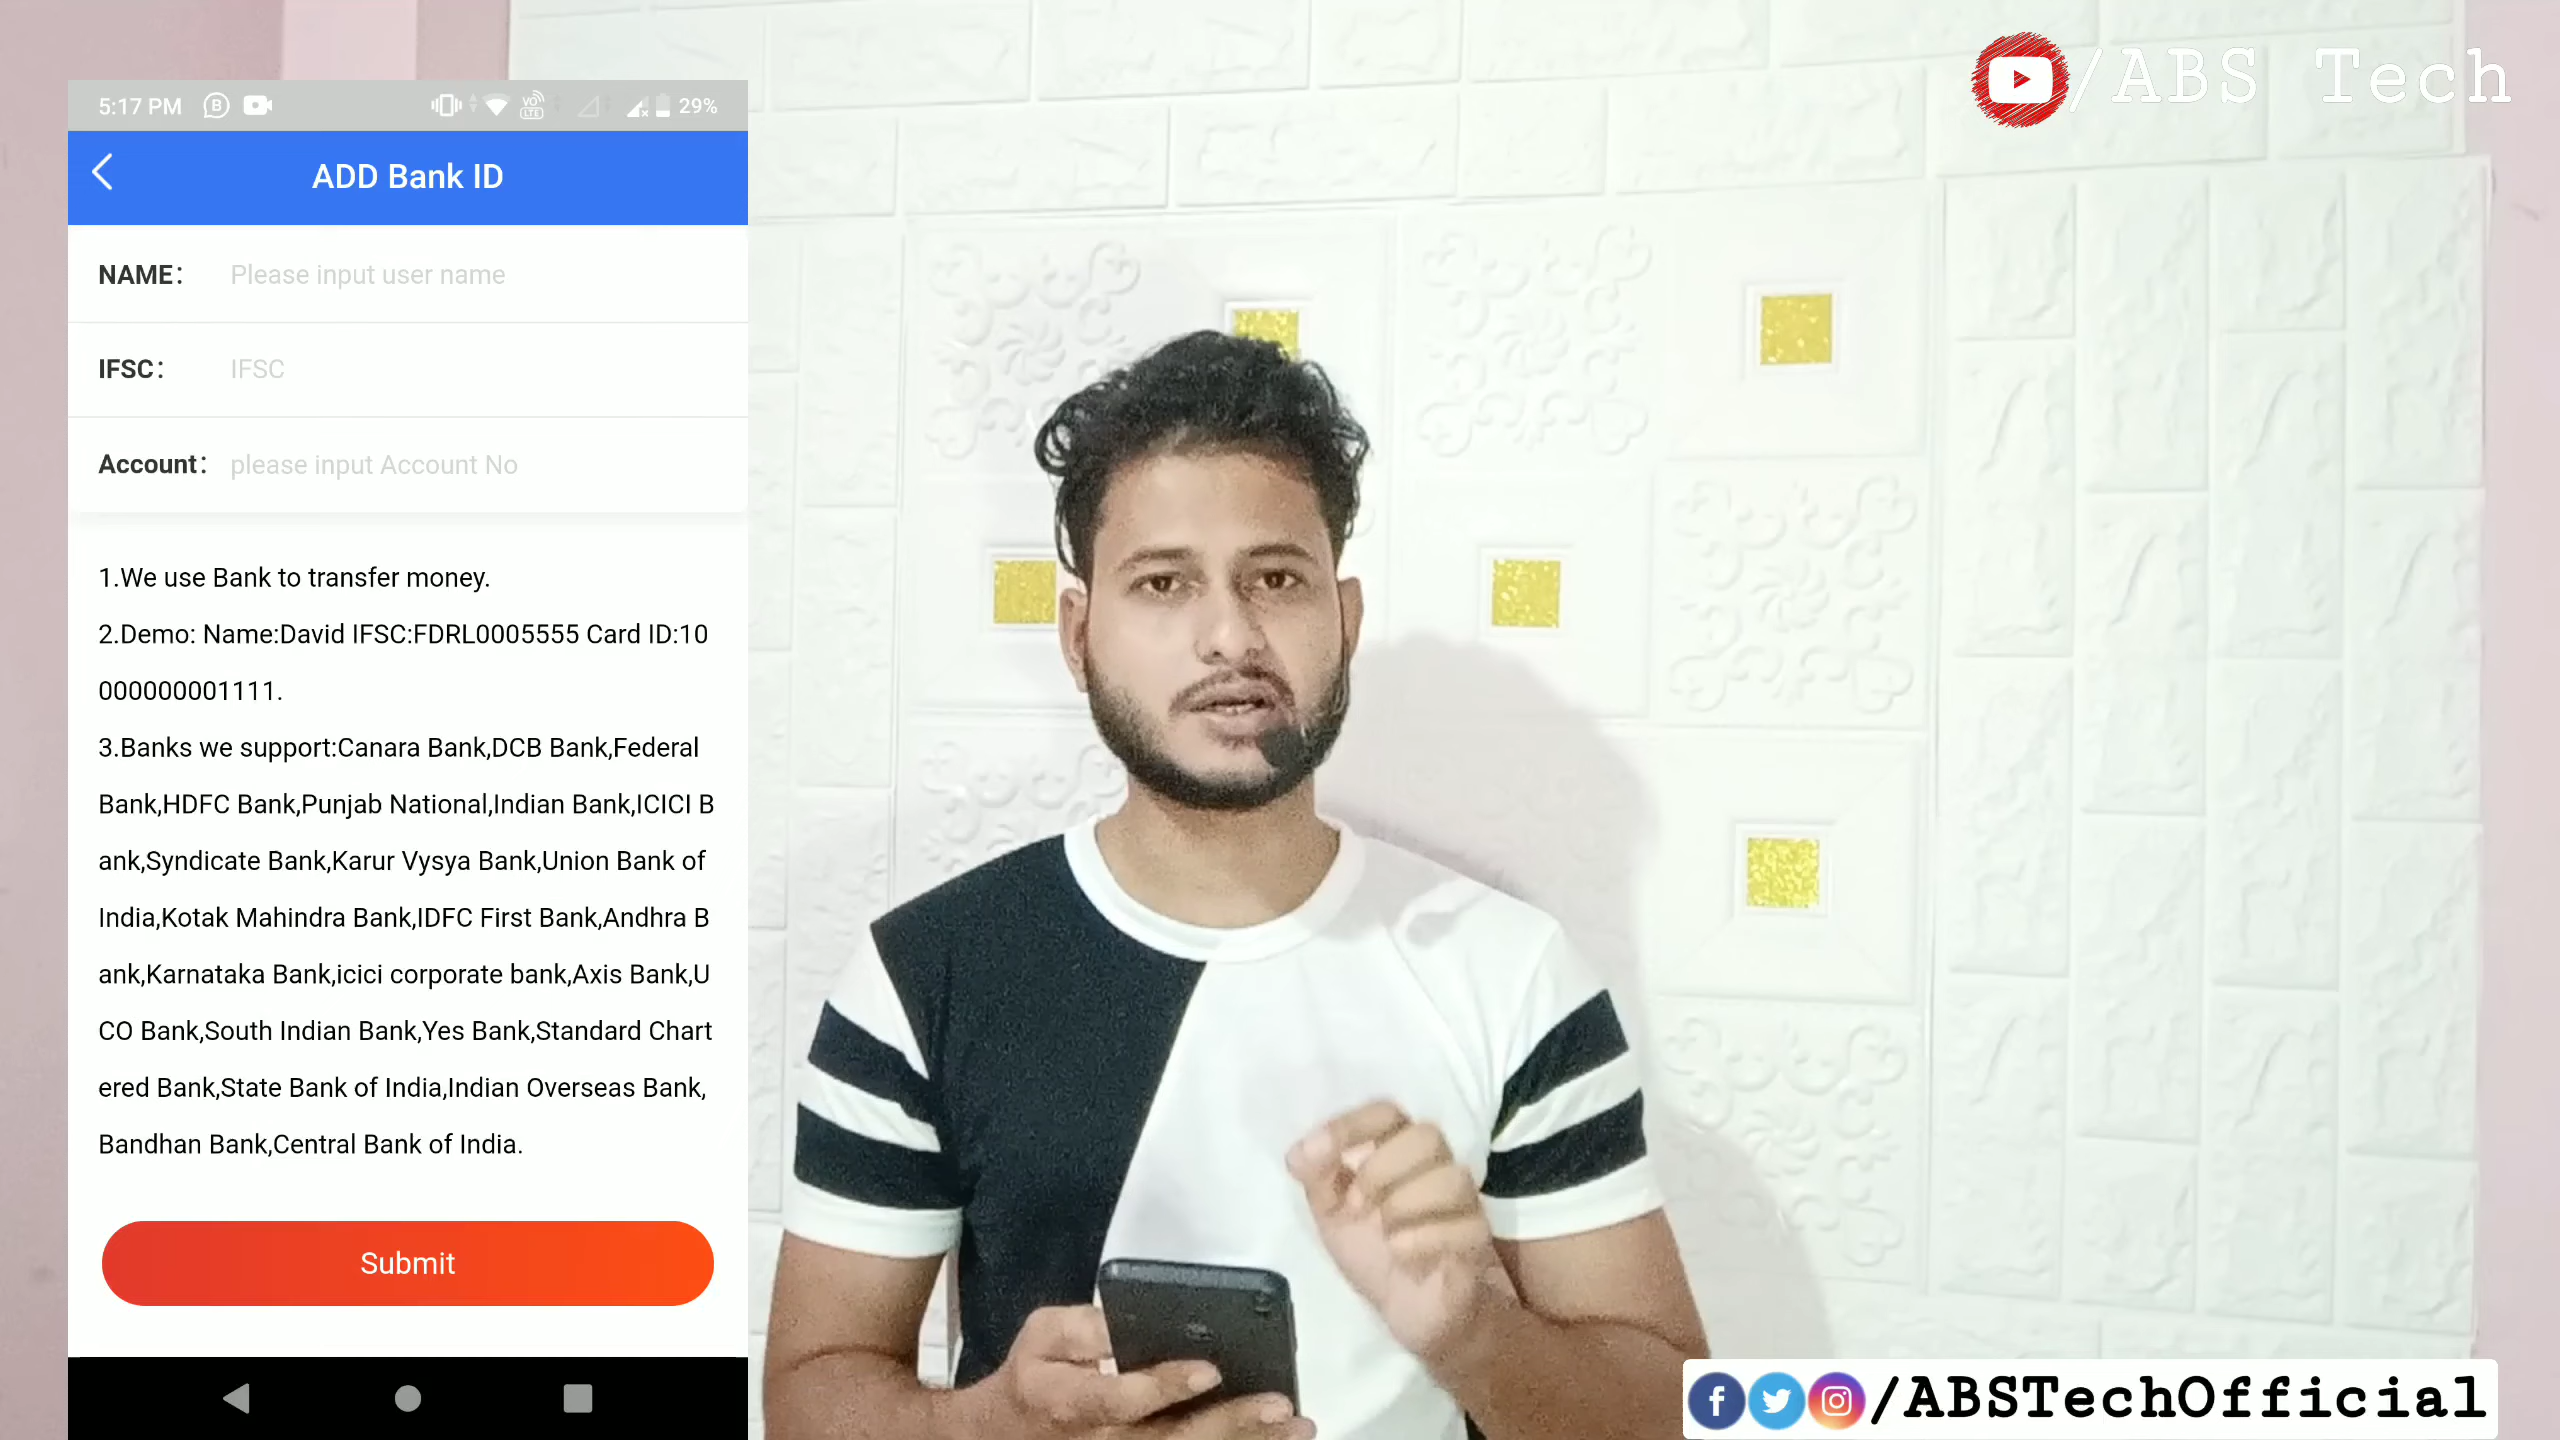 /ABS Tech
5:17 PM
29%
ADD Bank ID
NAME: Please input user name
IFSC: IFSC
Account: please input Account No
1.We use Bank to transfer money.
2.Demo: Name:David IFSC:FDRL0005555 Card ID:10
000000001111.
3.Banks we support:Canara Bank,DCB Bank,Federal
Bank,HDFC Bank,Punjab National,Indian Bank,ICICI B
ank,Syndicate Bank,Karur Vysya Bank,Union Bank of
India,Kotak Mahindra Bank,IDFC First Bank,Andhra B
ank,Karnataka Bank,icici corporate bank,Axis Bank,U
CO Bank,South Indian Bank,Yes Bank,Standard Chart
ered Bank,State Bank of India,Indian Overseas Bank,
Bandhan Bank,Central Bank of India.
Submit
/ABSTechOfficial